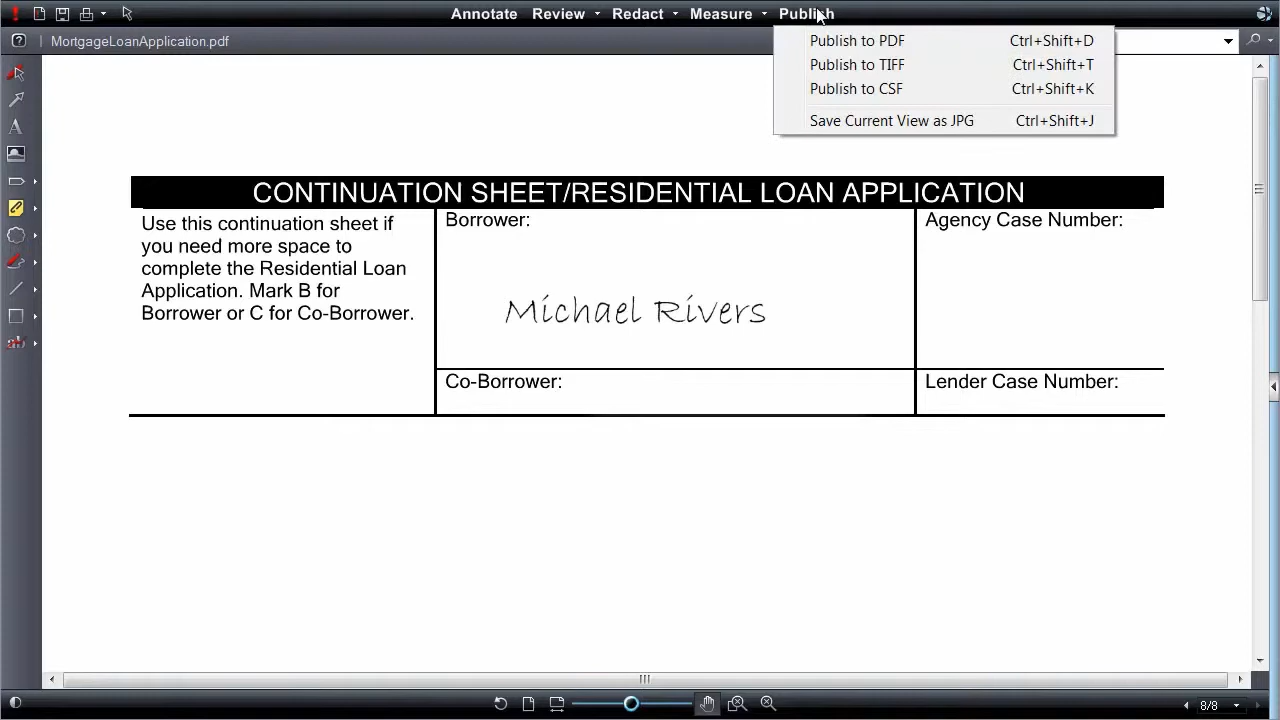 Annotate Review Redact Measure Publish
MortgageLoanApplication.pdf
Publish to PDF Ctrl+Shift+D
Publish to TIFF Ctrl+Shift+T
Publish to CSF Ctrl+Shift+K
Save Current View as JPG Ctrl+Shift+J
CONTINUATION SHEET/RESIDENTIAL LOAN APPLICATION
Use this continuation sheet if
you need more space to
complete the Residential Loan
Application. Mark B for
Borrower or C for Co-Borrower.
Borrower:
Michael Rivers
Co-Borrower:
Agency Case Number:
Lender Case Number:
8/8